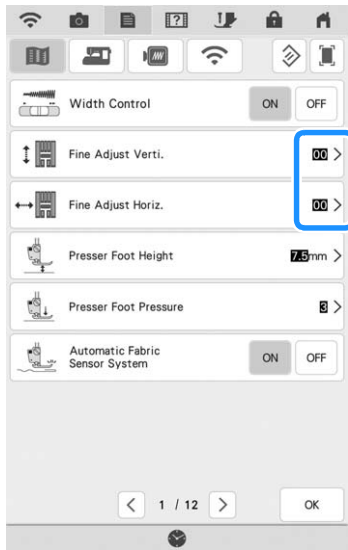 Width Control ON OFF
Fine Adjust Verti. 00
Fine Adjust Horiz. 00
Presser Foot Height 7.5mm
Presser Foot Pressure 3
Automatic Fabric
Sensor System ON OFF
1 / 12 OK